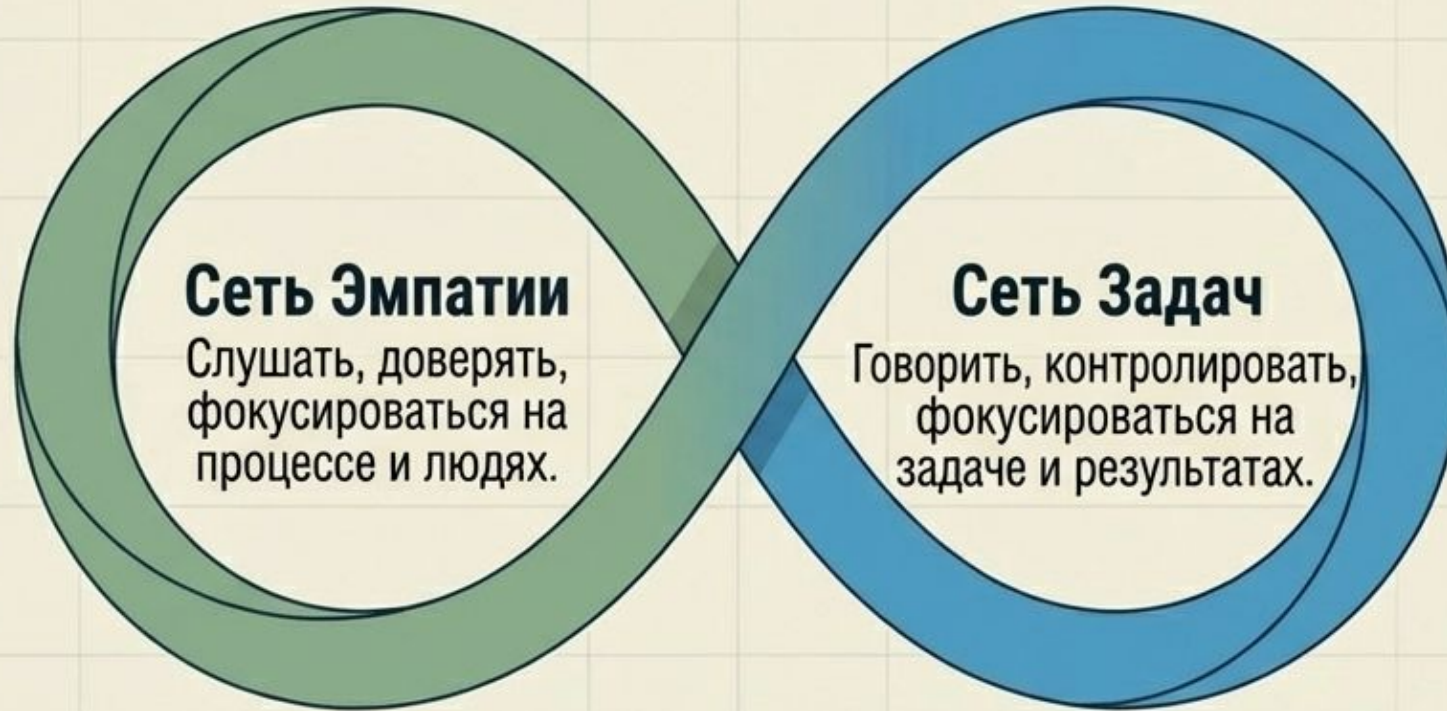 Сеть Эмпатии
Слушать, доверять,
фокусироваться на
процессе и людях.
Сеть Задач
Говорить, контролировать,
фокусироваться на
задаче и результатах.